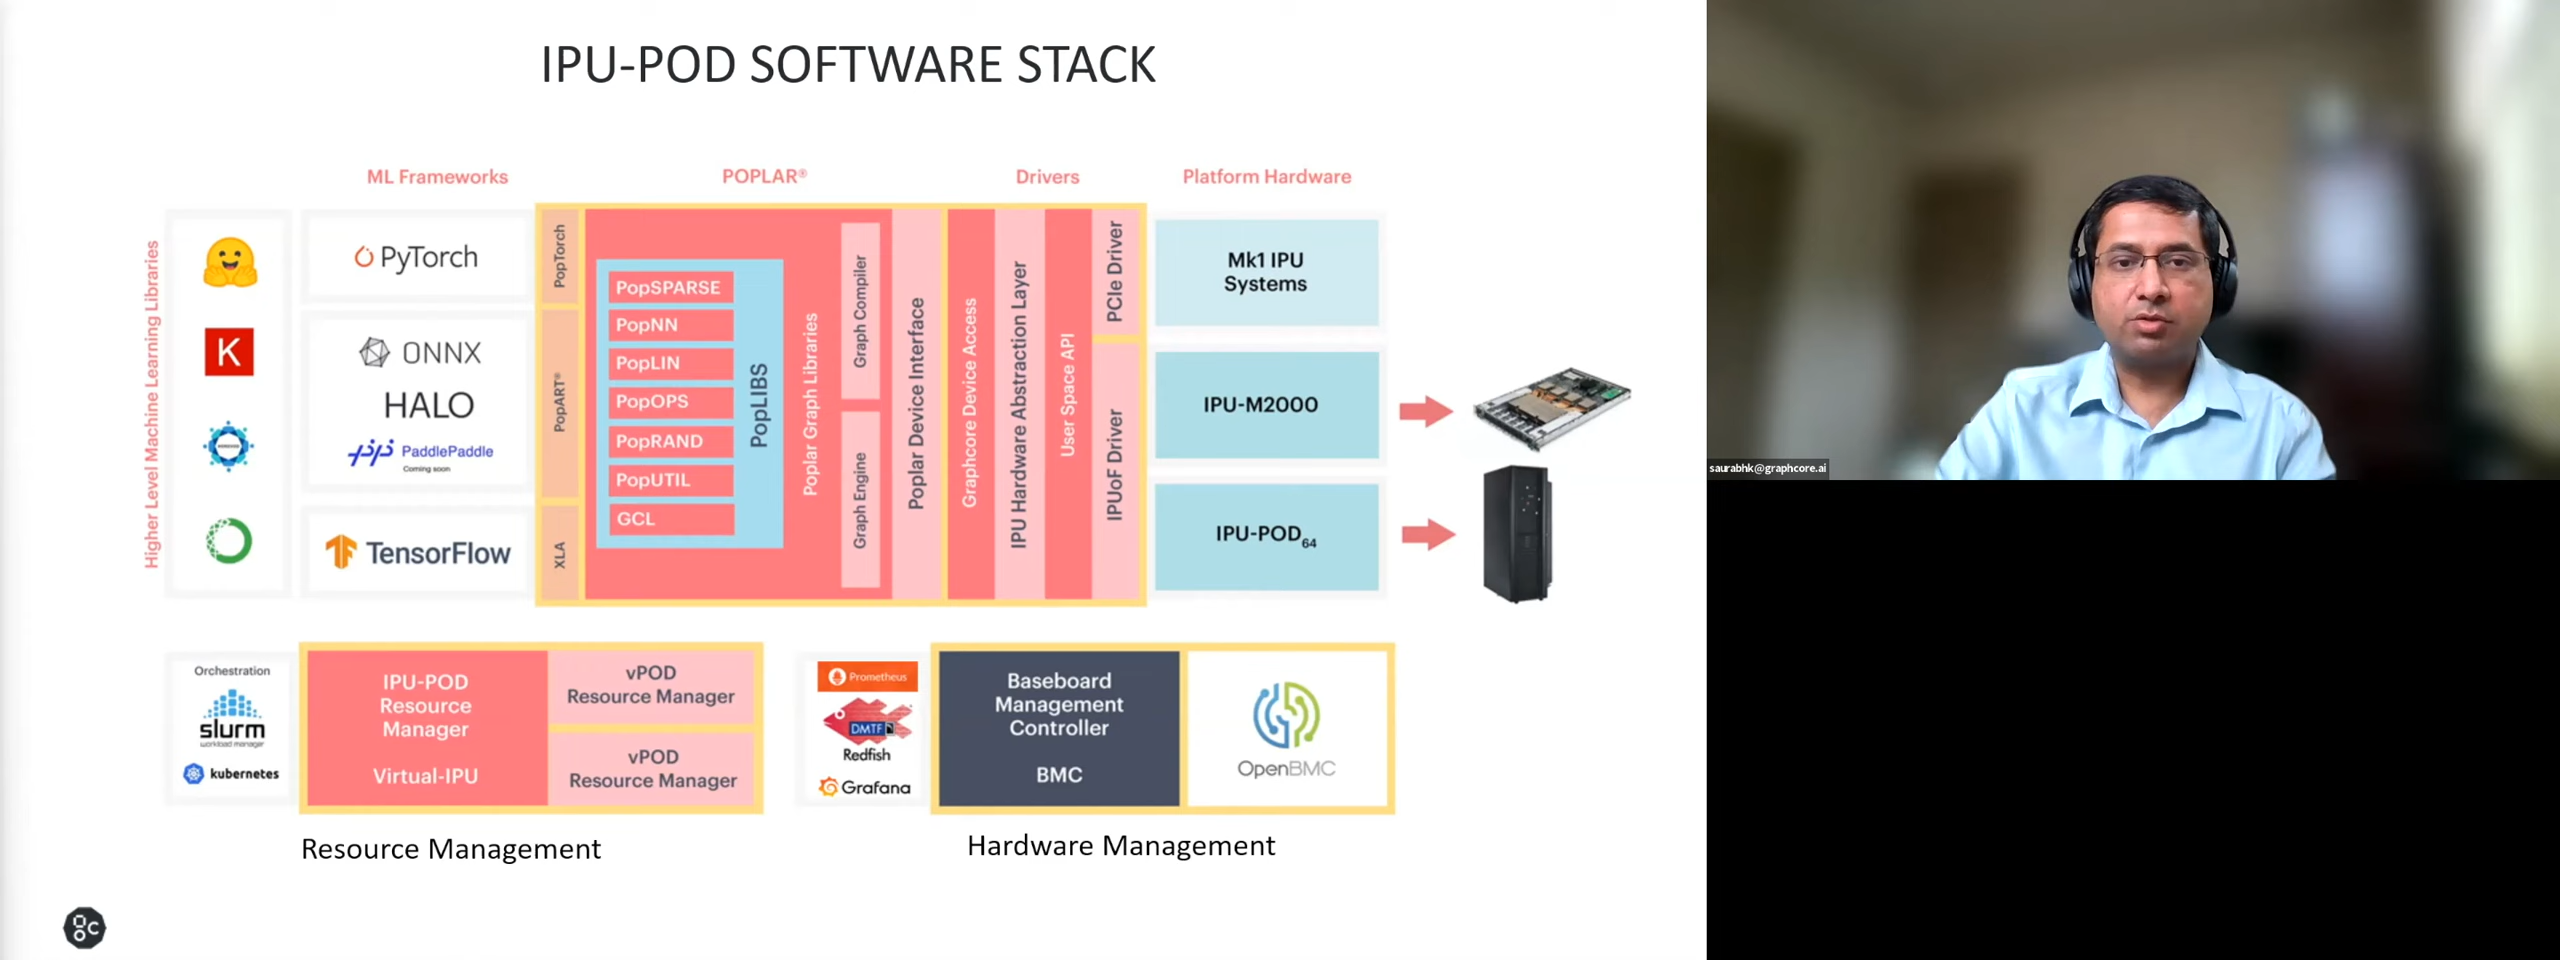 IPU-POD SOFTWARE STACK
ML Frameworks
POPLAR®
Drivers
Platform Hardware
Higher Level Machine Learning Libraries
K
PyTorch
ONNX
HALO
PaddlePaddle
Coming soon
TensorFlow
PopTorch
PopART®
XLA
PopSPARSE
PopNN
PopLIN
PopOPS
PopRAND
PopUTIL
GCL
PopLIBS
Poplar Graph Libraries
Graph Compiler
Graph Engine
Poplar Device Interface
Graphcore Device Access
IPU Hardware Abstraction Layer
User Space API
PCIe Driver
IPUoF Driver
Mk1 IPU
Systems
IPU-M2000
IPU-POD64
Orchestration
slurm
workload manager
kubernetes
IPU-POD
Resource
Manager
Virtual-IPU
vPOD
Resource Manager
vPOD
Resource Manager
Resource Management
Prometheus
DMTF
Redfish
Grafana
Baseboard
Management
Controller
BMC
OpenBMC
Hardware Management
gc
saurabhk@graphcore.ai